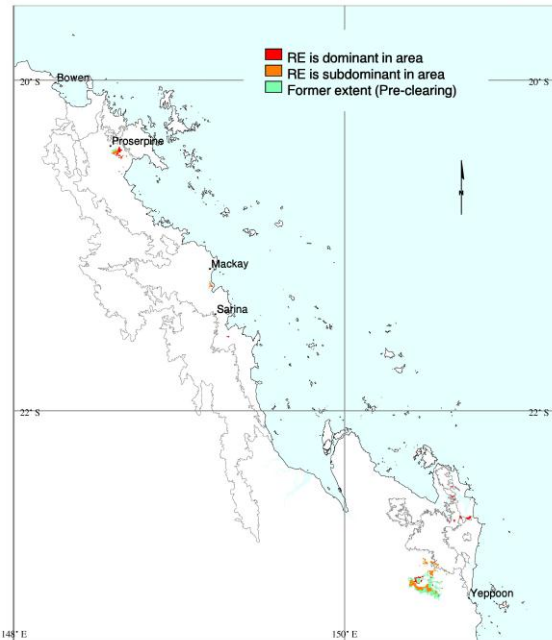 RE is dominant in area
20° S
20° S
RE is subdominant in area
Bowen
Former extent (Pre-clearing)
Proserpine
N
Mackay
Sarina
22° S
22° S
Yeppoon
148° E
150° E